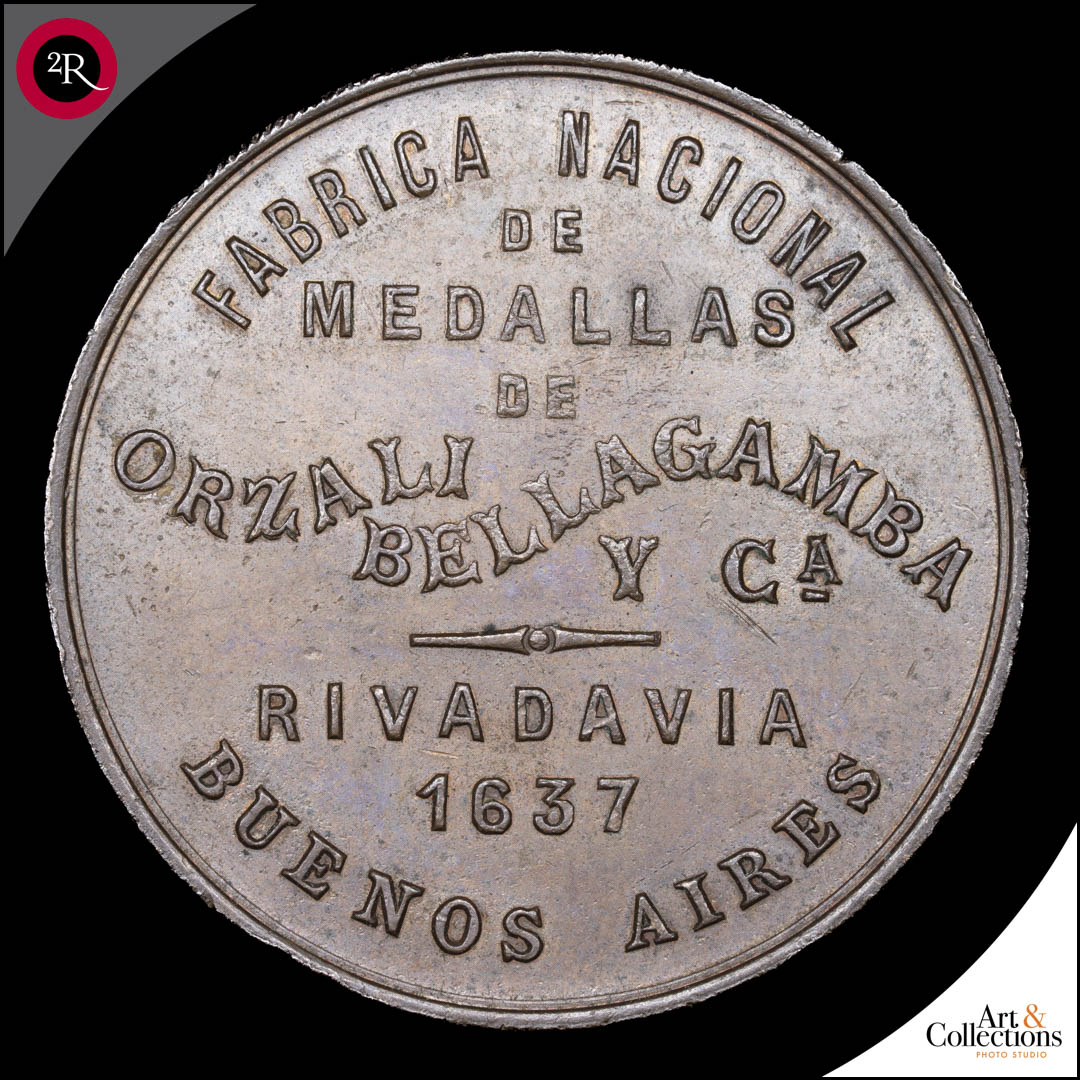 2R
FABRICA NACIONAL
DE
MEDALLAS
DE
ORZALI
BELLAGAMBA
Y CA
RIVADAVIA
1637
BUENOS AIRES
Art &
Collections
PHOTO STUDIO